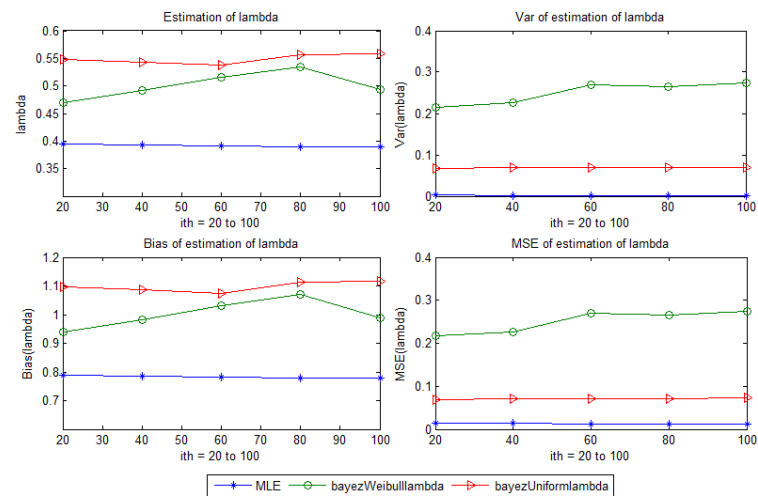 Estimation of lambda
0.6
0.55
0.5
0.45
0.4
0.35
lambda
20 30 40 50 60 70 80 90 100
ith = 20 to 100
Var of estimation of lambda
0.4
0.3
0.2
0.1
0
Var(lambda)
20 40 60 80 100
ith = 20 to 100
Bias of estimation of lambda
1.2
1.1
1
0.9
0.8
0.7
Bias(lambda)
20 30 40 50 60 70 80 90 100
ith = 20 to 100
MSE of estimation of lambda
0.4
0.3
0.2
0.1
0
MSE(lambda)
20 40 60 80 100
ith = 20 to 100
MLE bayezWeibulllambda bayezUniformlambda